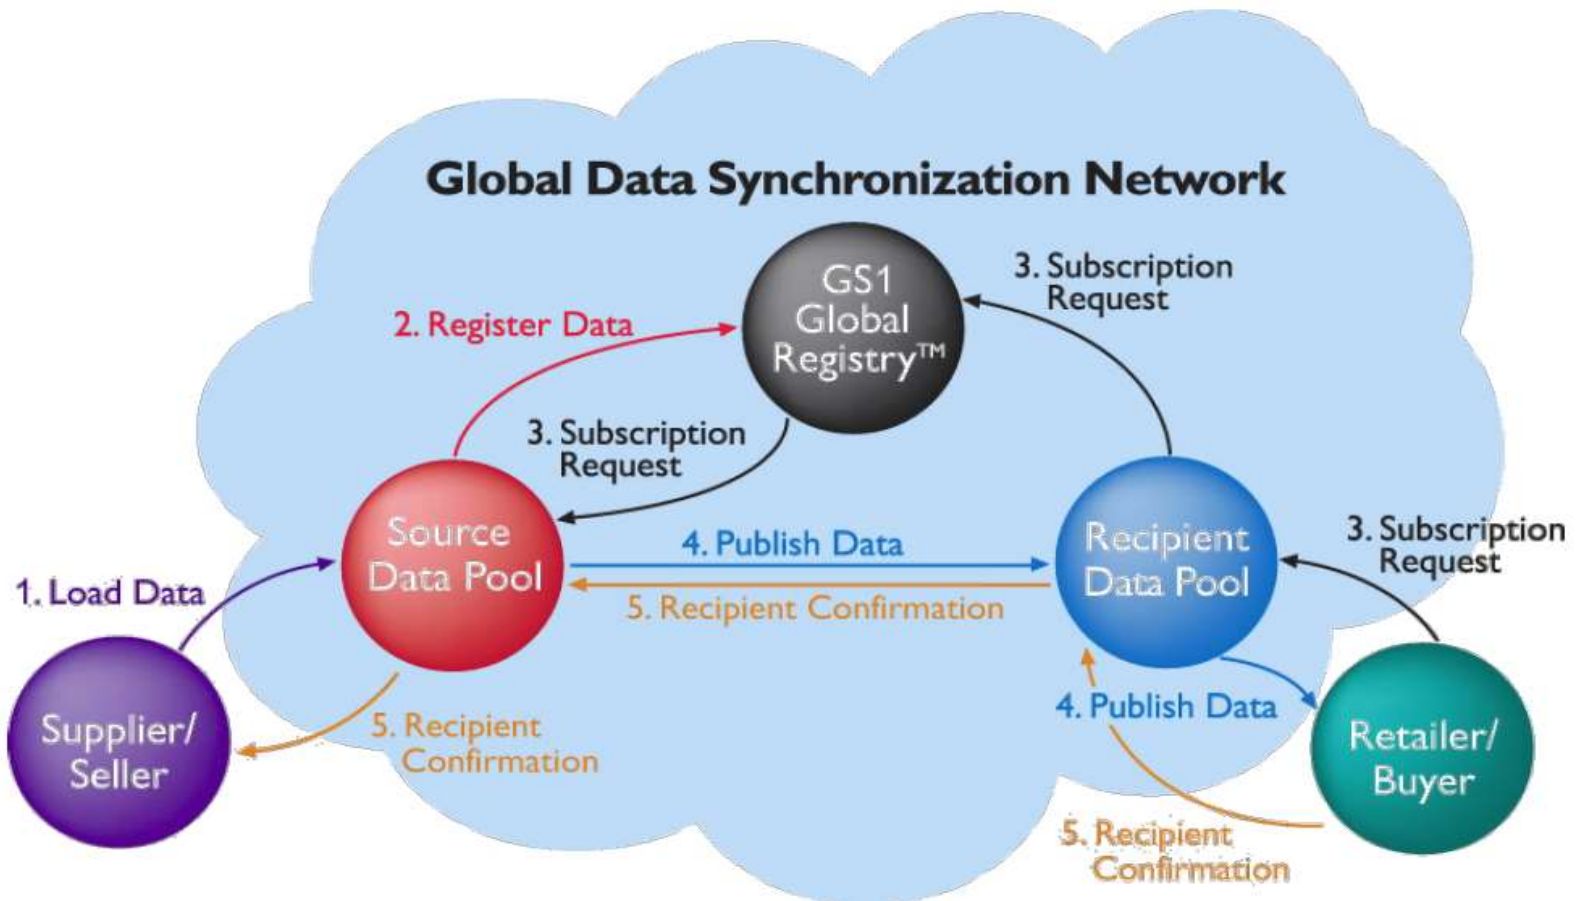 Global Data Synchronization Network
GS1
Global
Registry™
3. Subscription
Request
2. Register Data
3. Subscription
Request
Source
Data Pool
4. Publish Data
5. Recipient Confirmation
Recipient
Data Pool
3. Subscription
Request
1. Load Data
Supplier/
Seller
5. Recipient
Confirmation
4. Publish Data
Retailer/
Buyer
5. Recipient
Confirmation